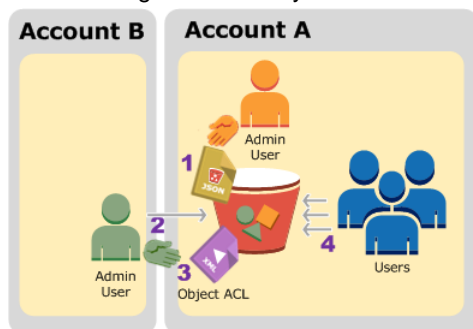 Account B
Account A
Admin
User
1
JSON
2
3
XML
4
Admin
User
Object ACL
Users